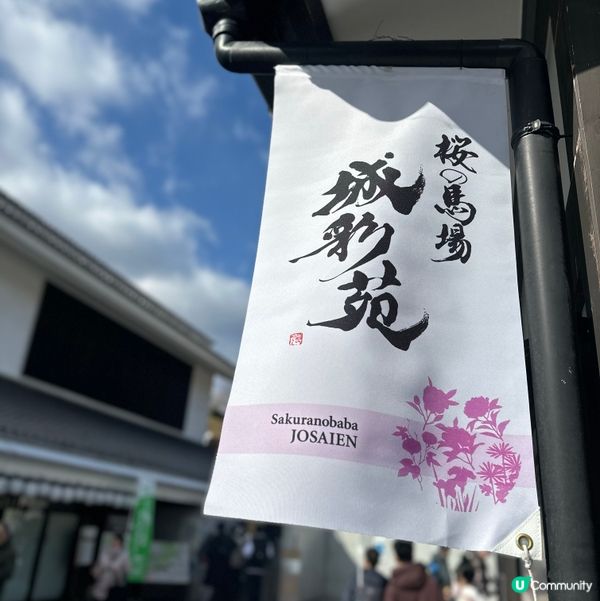 桜の馬場
城彩苑
Sakuranobaba
JOSAIEN
U Community